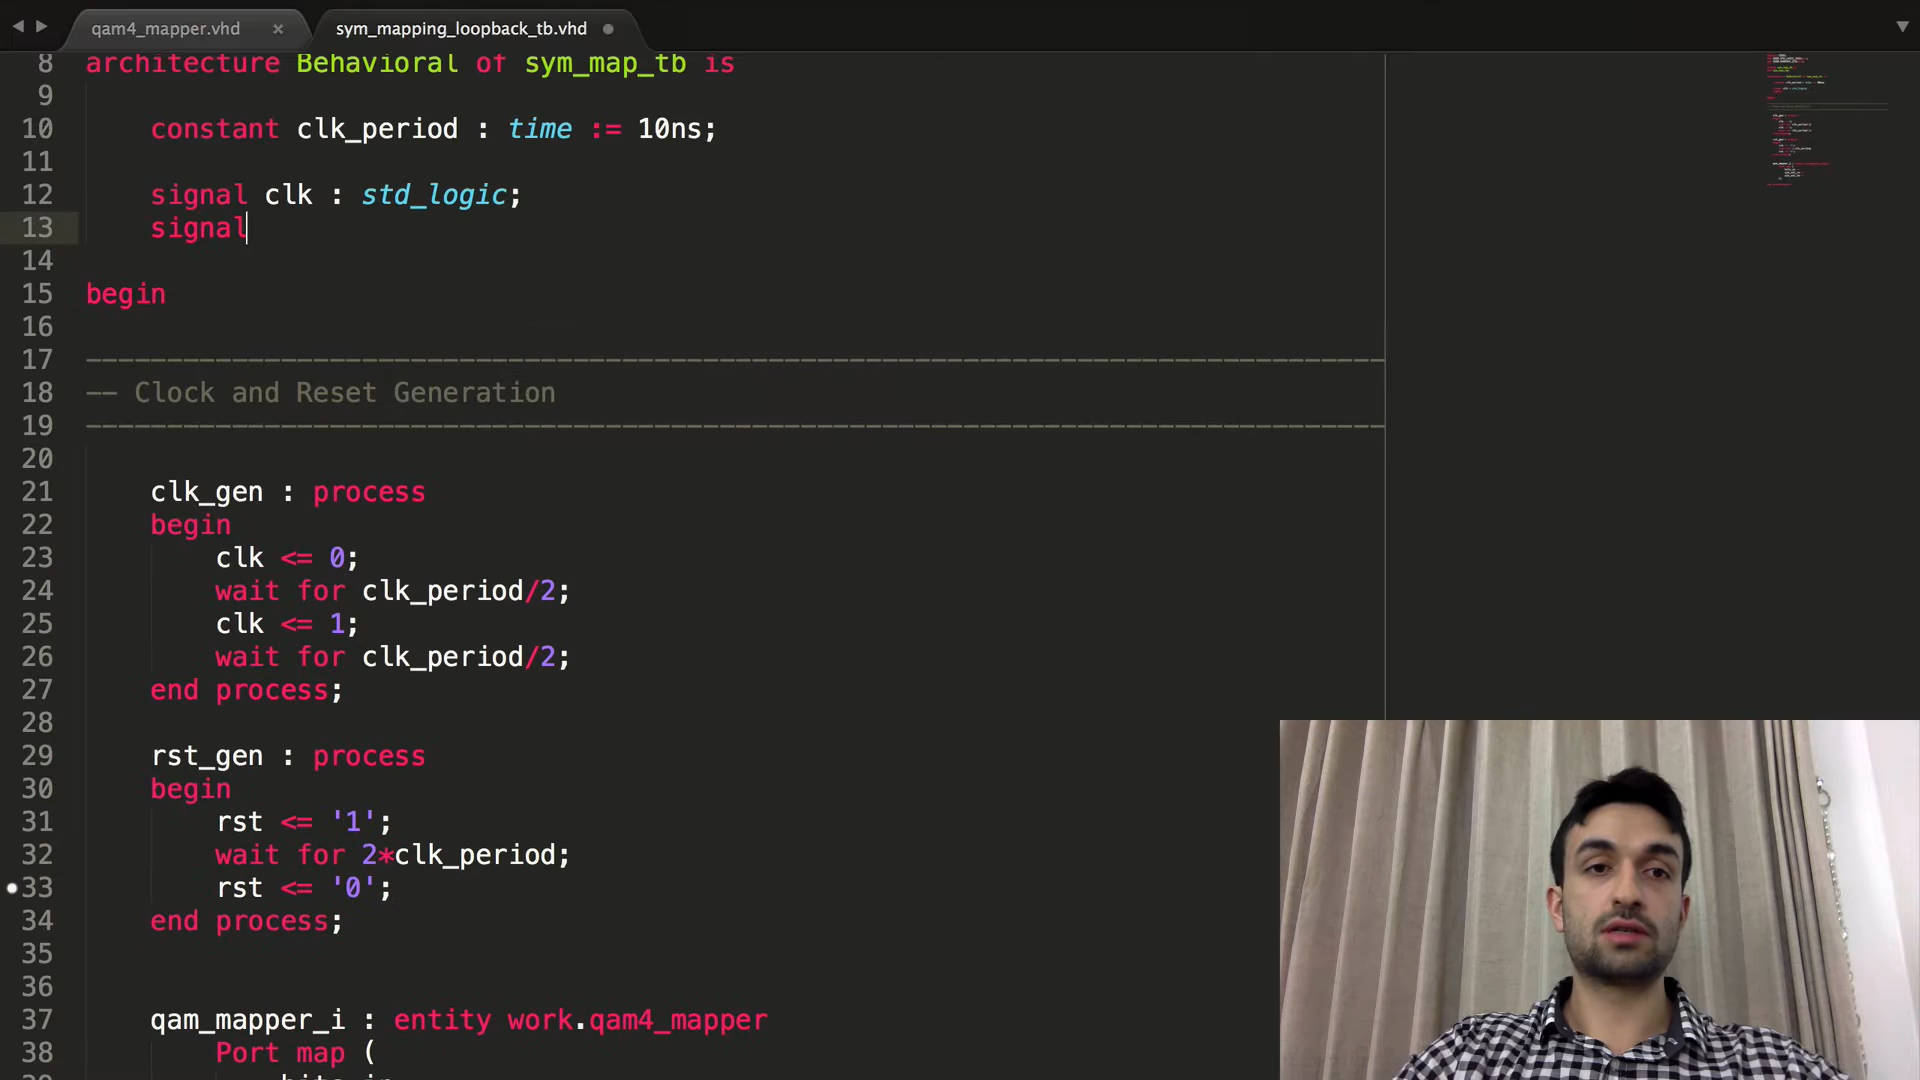 qam4_mapper.vhd
sym_mapping_loopback_tb.vhd
8 architecture Behavioral of sym_map_tb is
9
10 constant clk_period : time := 10ns;
11
12 signal clk : std_logic;
13 signal
14
15 begin
16
17 --------------------------------------------------------------------------------
18 -- Clock and Reset Generation
19 --------------------------------------------------------------------------------
20
21 clk_gen : process
22 begin
23 clk <= 0;
24 wait for clk_period/2;
25 clk <= 1;
26 wait for clk_period/2;
27 end process;
28
29 rst_gen : process
30 begin
31 rst <= '1';
32 wait for 2*clk_period;
33 rst <= '0';
34 end process;
35
36
37 qam_mapper_i : entity work.qam4_mapper
38 Port map (